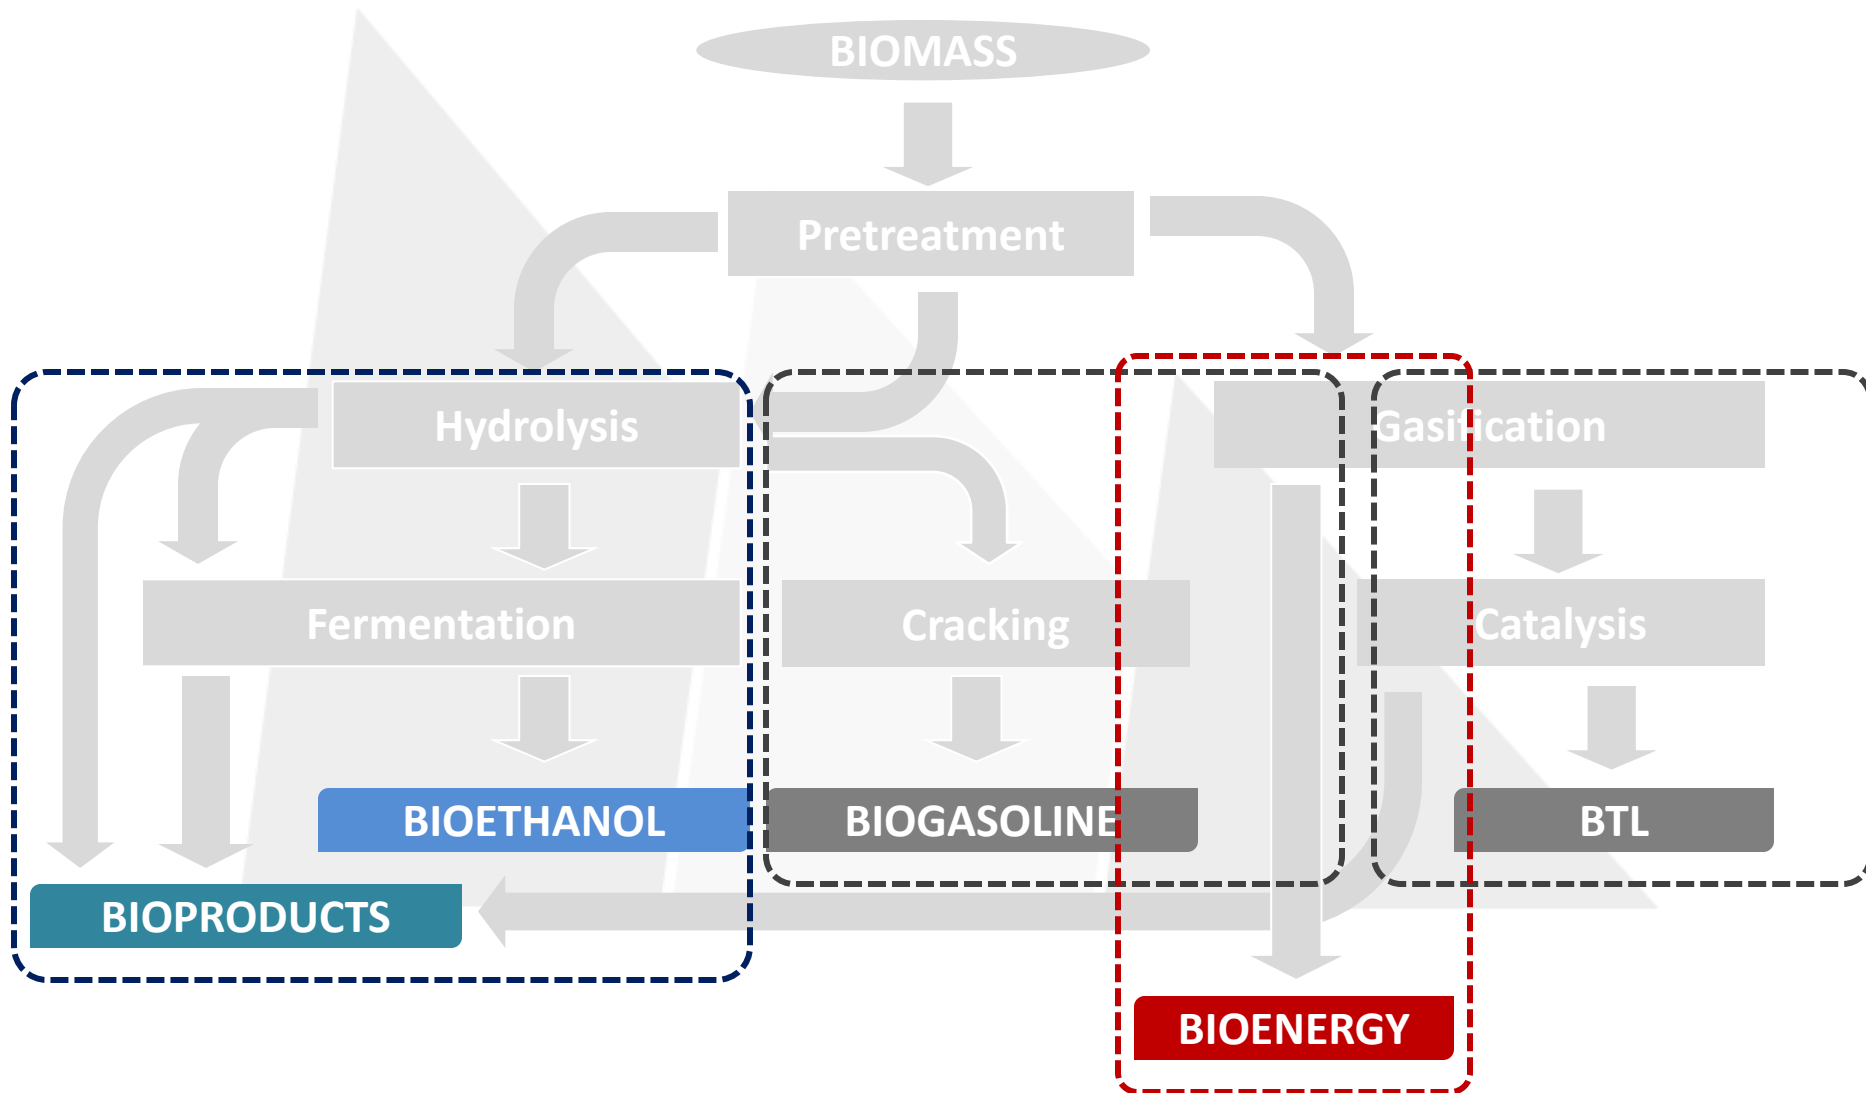 BIOMASS
Pretreatment
Hydrolysis
Gasification
Fermentation
Cracking
Catalysis
BIOETHANOL
BIOGASOLINE
BTL
BIOPRODUCTS
BIOENERGY